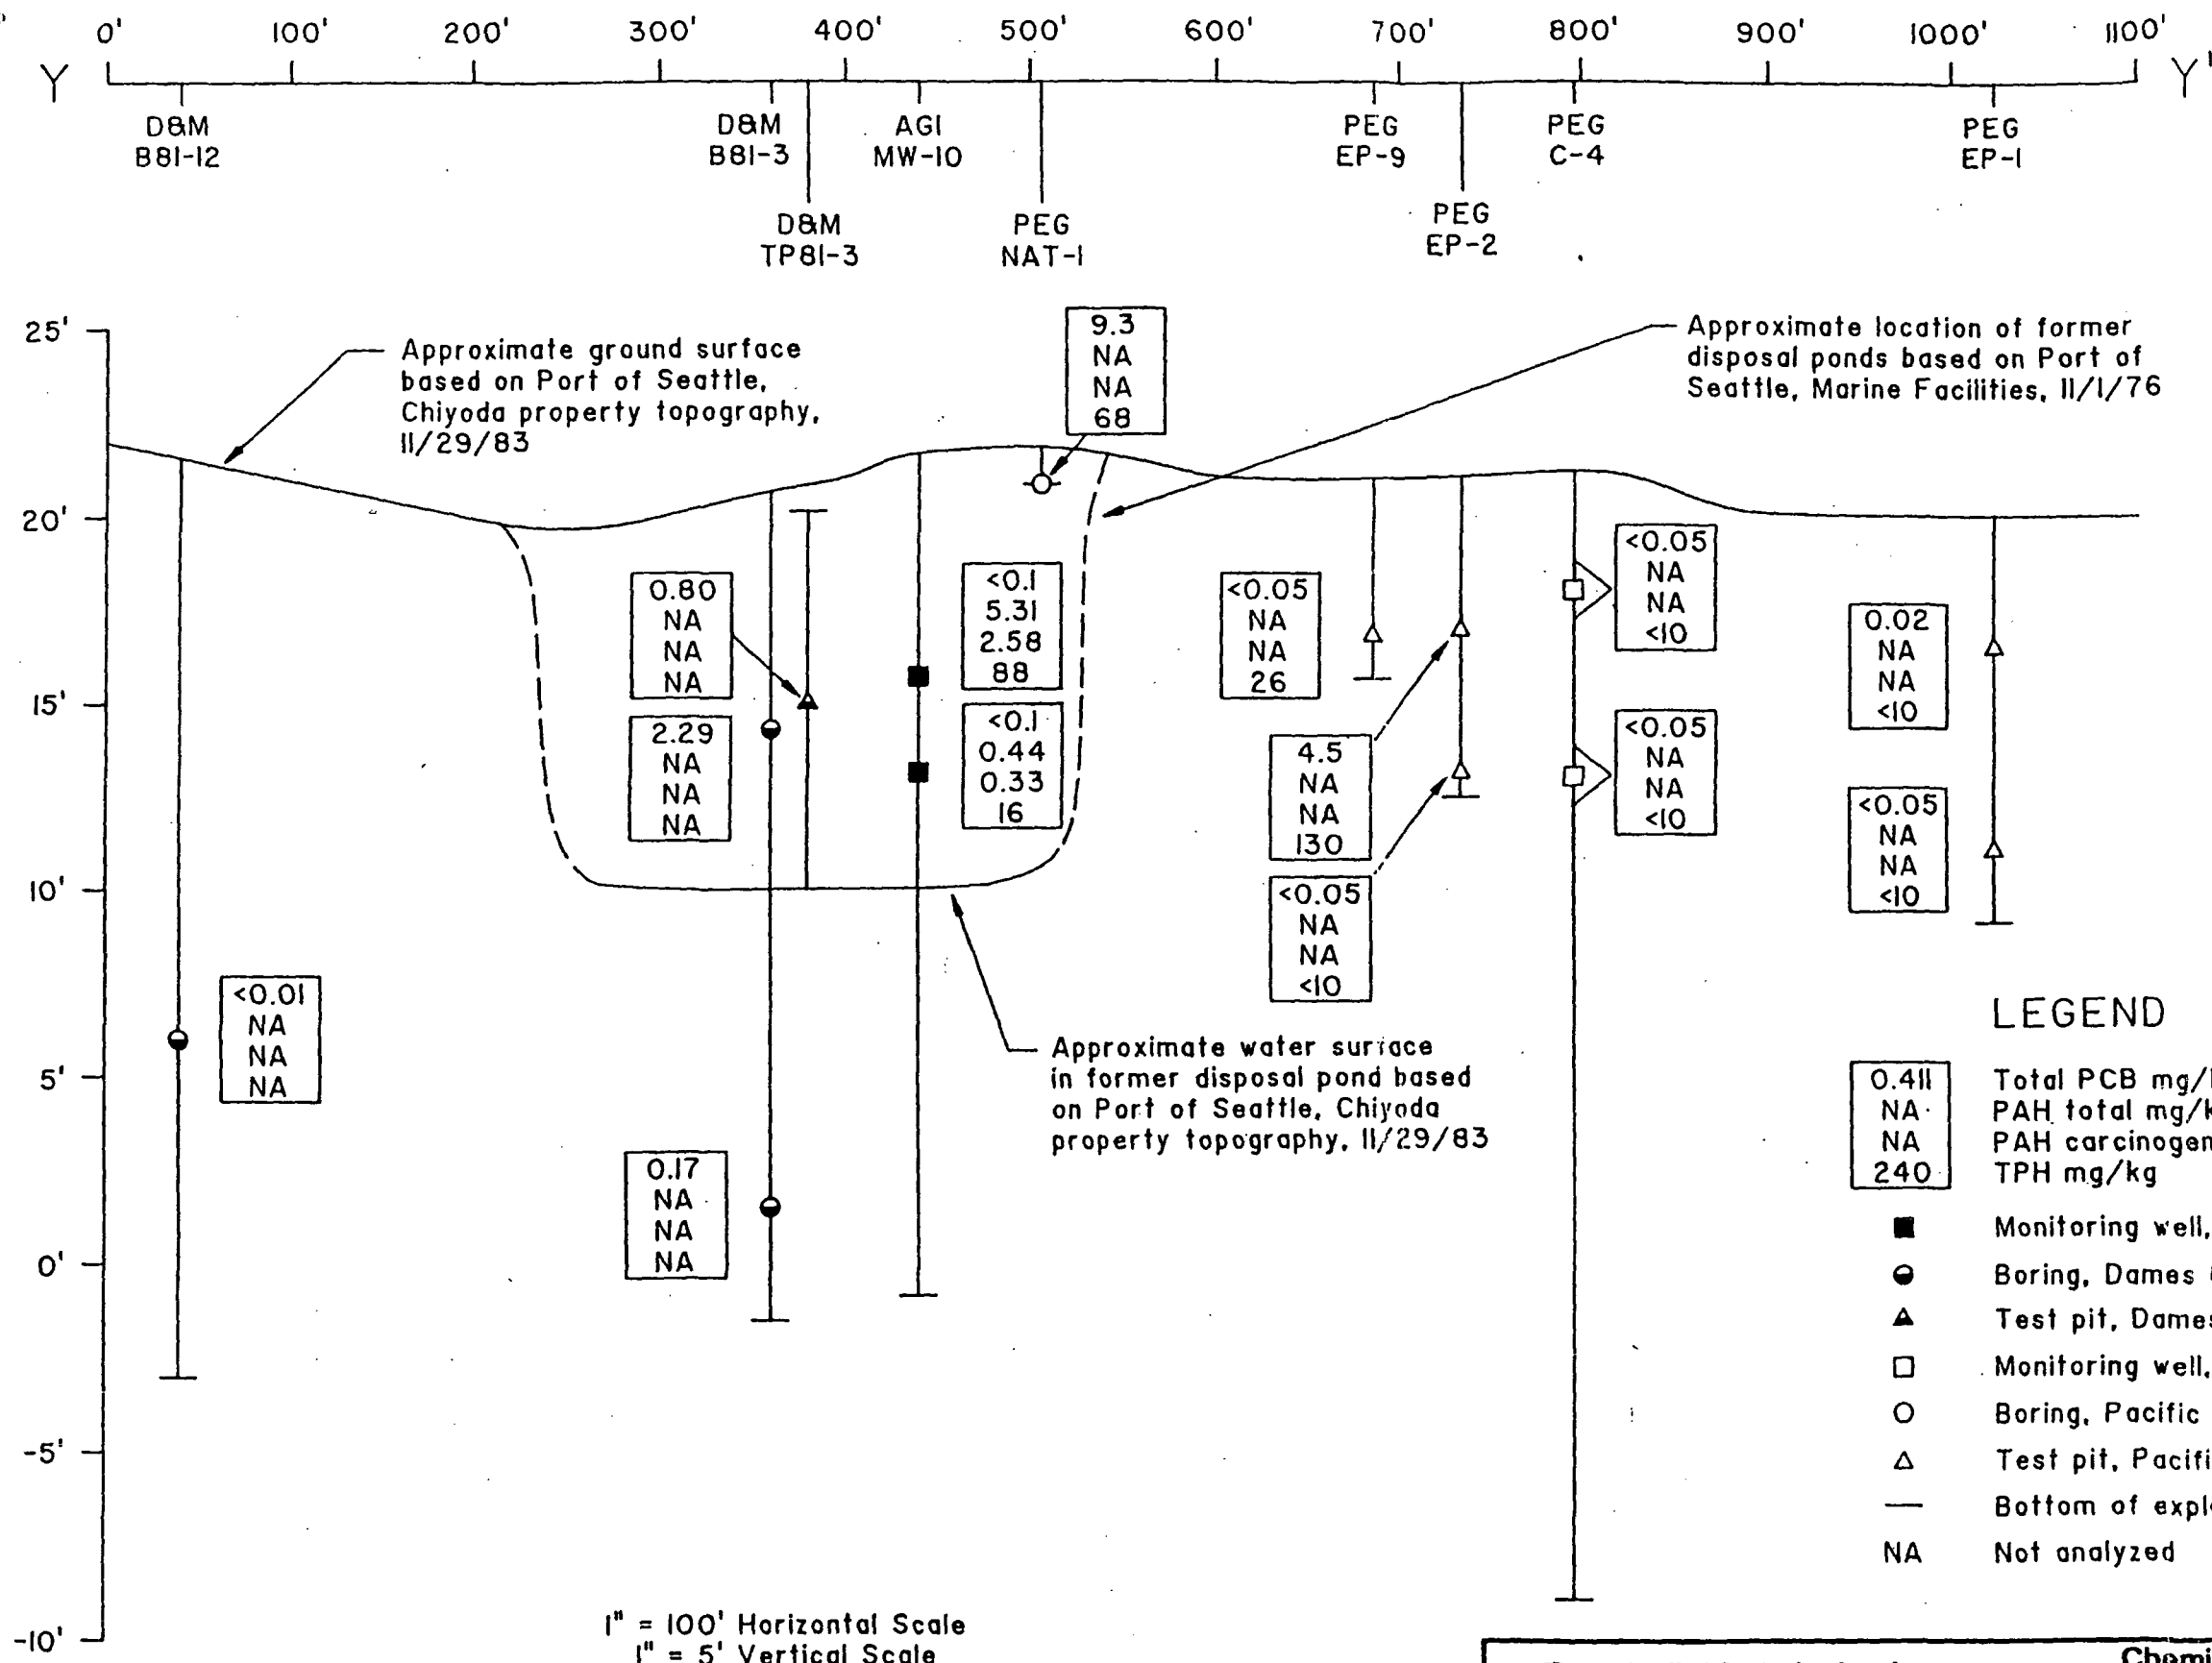 0' 100' 200' 300' 400' 500' 600' 700' 800' 900' 1000' 1100'
Y Y'
D&M
B81-12
D&M
B81-3
AGI
MW-10
PEG
EP-9
PEG
C-4
PEG
EP-1
D&M
TP81-3
PEG
NAT-1
PEG
EP-2
25'
20'
15'
10'
5'
0'
-5'
-10'
Approximate ground surface
based on Port of Seattle,
Chiyoda property topography,
11/29/83
9.3
NA
NA
68
Approximate location of former
disposal ponds based on Port of
Seattle, Marine Facilities, 11/1/76
0.80
NA
NA
NA
2.29
NA
NA
NA
<0.1
5.31
2.58
88
<0.1
0.44
0.33
16
<0.05
NA
NA
26
4.5
NA
NA
130
<0.05
NA
NA
<10
<0.05
NA
NA
<10
<0.05
NA
NA
<10
0.02
NA
NA
<10
<0.05
NA
NA
<10
<0.01
NA
NA
NA
0.17
NA
NA
NA
Approximate water surface
in former disposal pond based
on Port of Seattle, Chiyoda
property topography, 11/29/83
LEGEND
0.411 Total PCB mg/
NA PAH total mg/k
NA PAH carcinogen
240 TPH mg/kg
Monitoring well,
Boring, Dames
Test pit, Dames
Monitoring well,
Boring, Pacific
Test pit, Pacifi
Bottom of expl
NA Not analyzed
1" = 100' Horizontal Scale
1" = 5' Vertical Scale